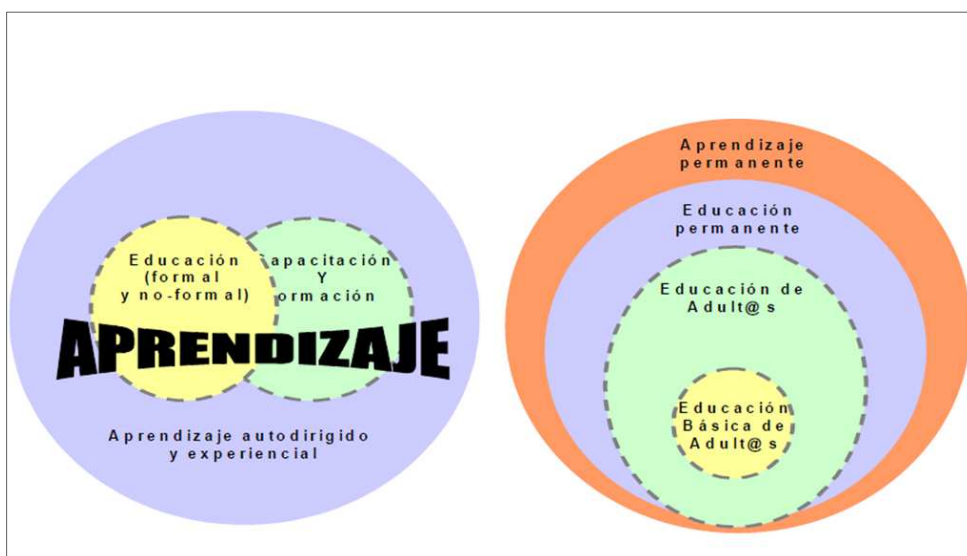 Educación
(formal
y no-formal)
apacitación
Y
ormación
APRENDIZAJE
Aprendizaje autodirigido
y experiencial
Aprendizaje
permanente
Educación
permanente
Educación de
Adult@s
Educación
Básica de
Adult@s